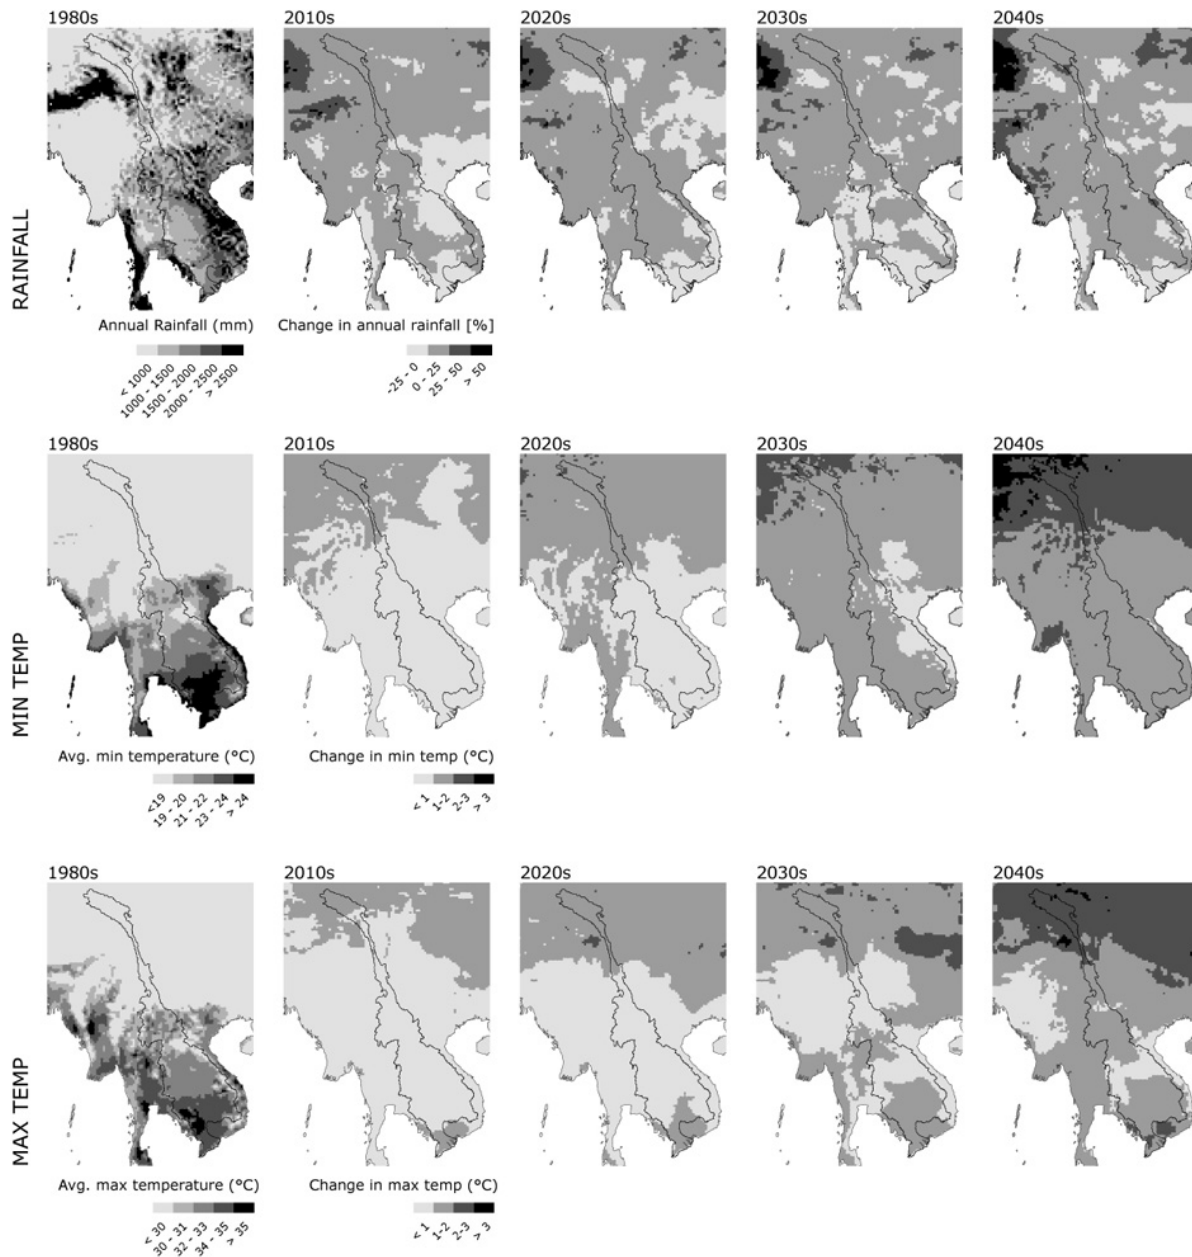 1980s
2010s
2020s
2030s
2040s
RAINFALL
Annual Rainfall (mm)
< 1000
1000 - 1500
1500 - 2000
2000 - 2500
> 2500
Change in annual rainfall [%]
-25 - 0
0 - 25
25 - 50
> 50
1980s
2010s
2020s
2030s
2040s
MIN TEMP
Avg. min temperature (°C)
<19
19 - 20
21 - 22
23 - 24
> 24
Change in min temp (°C)
< 1
1-2
2-3
> 3
1980s
2010s
2020s
2030s
2040s
MAX TEMP
Avg. max temperature (°C)
< 30
30 - 31
32 - 33
34 - 35
> 35
Change in max temp (°C)
< 1
1-2
2-3
> 3